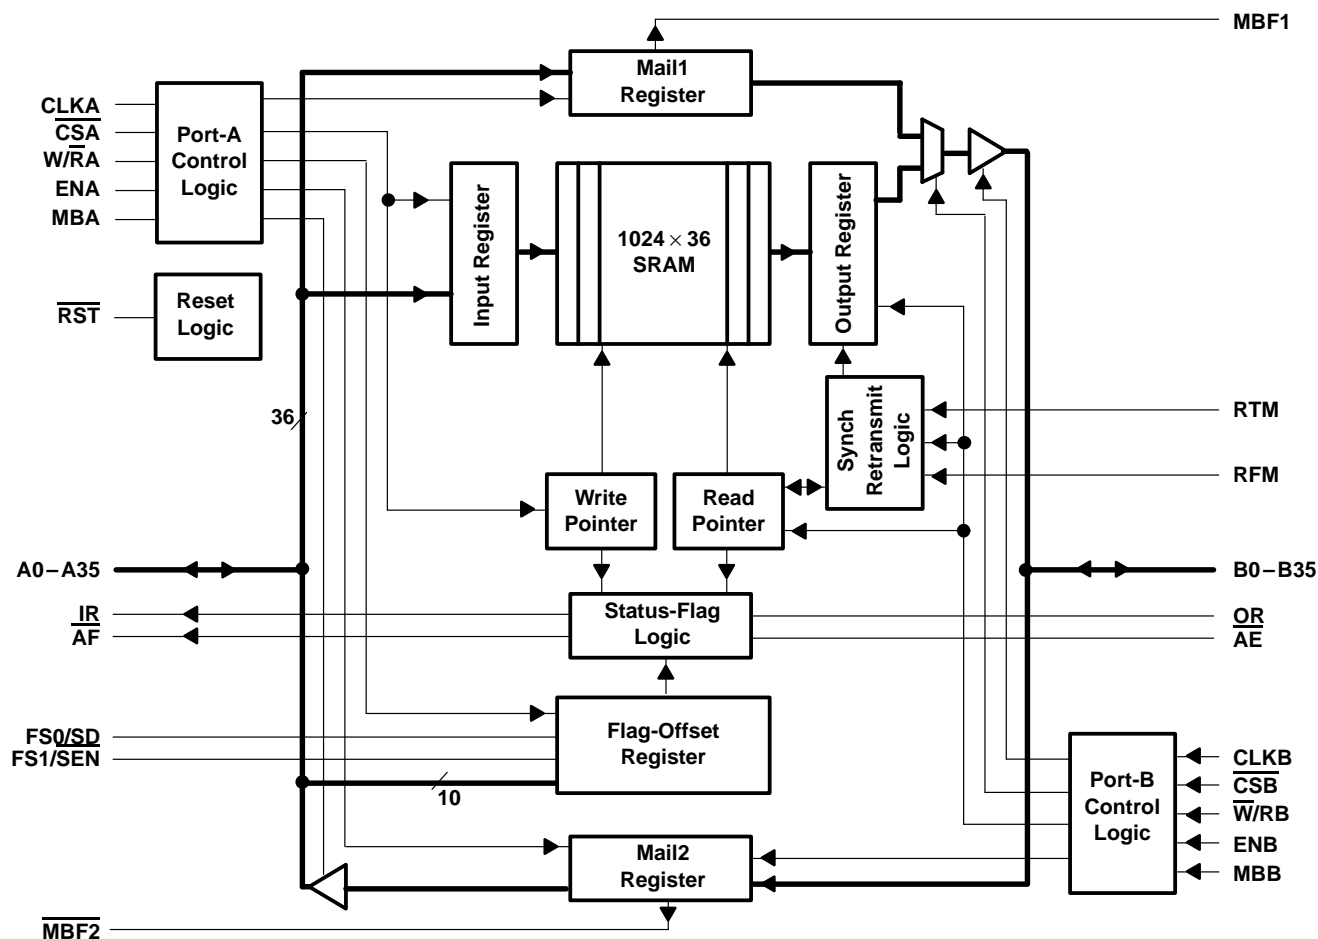 MBF1
Mail1
Register
CLKA
CSA
W/RA
ENA
MBA
Port-A
Control
Logic
Input Register
1024 × 36
SRAM
Output Register
RST
Reset
Logic
36
Synch
Retransmit
Logic
RTM
RFM
Write
Pointer
Read
Pointer
A0–A35
B0–B35
IR
AF
Status-Flag
Logic
OR
AE
FS0/SD
FS1/SEN
Flag-Offset
Register
10
Port-B
Control
Logic
CLKB
CSB
W/RB
ENB
MBB
Mail2
Register
MBF2